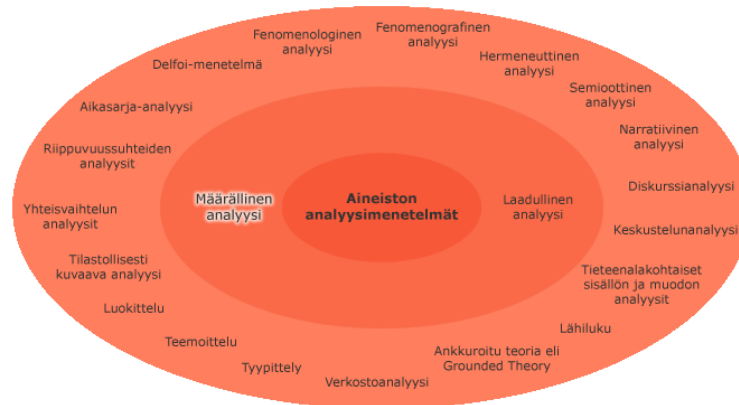 Fenomenologinen
analyysi
Fenomenografinen
analyysi
Hermeneuttinen
analyysi
Delfoi-menetelmä
Semioottinen
analyysi
Aikasarja-analyysi
Narratiivinen
analyysi
Riippuvuussuhteiden
analyysit
Määrällinen
analyysi
Aineiston
analyysimenetelmät
Laadullinen
analyysi
Diskurssianalyysi
Yhteisvaihtelun
analyysit
Keskustelunanalyysi
Tilastollisesti
kuvaava analyysi
Tieteenalakohtaiset
sisällön ja muodon
analyysit
Luokittelu
Lähiluku
Teemoittelu
Ankkuroitu teoria eli
Grounded Theory
Tyypittely
Verkostoanalyysi